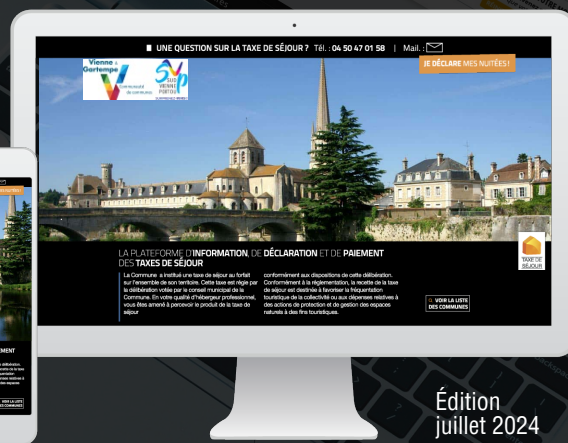 ■ UNE QUESTION SUR LA TAXE DE SÉJOUR ? Tél. : 04 50 47 01 58 | Mail. :
JE DÉCLARE MES NUITÉES !
Vienne &
Gartempe
Communauté
de communes
SUD
VIENNE
POITOU
LA PLATEFORME D'INFORMATION, DE DÉCLARATION ET DE PAIEMENT
DES TAXES DE SÉJOUR
La Commune a institué une taxe de séjour au forfait
sur l'ensemble de son territoire. Cette taxe est régie par
la délibération votée par le conseil municipal de la
Commune. En votre qualité d'hébergeur professionnel,
vous êtes amené à percevoir le produit de la taxe de
séjour
conformément aux dispositions de cette délibération.
Conformément à la réglementation, la recette de la taxe
de séjour est destinée à favoriser la fréquentation
touristique de la collectivité ou aux dépenses relatives à
des actions de protection et de gestion des espaces
naturels à des fins touristiques.
TAXE DE
SÉJOUR
VOIR LA LISTE
DES COMMUNES
Édition
juillet 2024